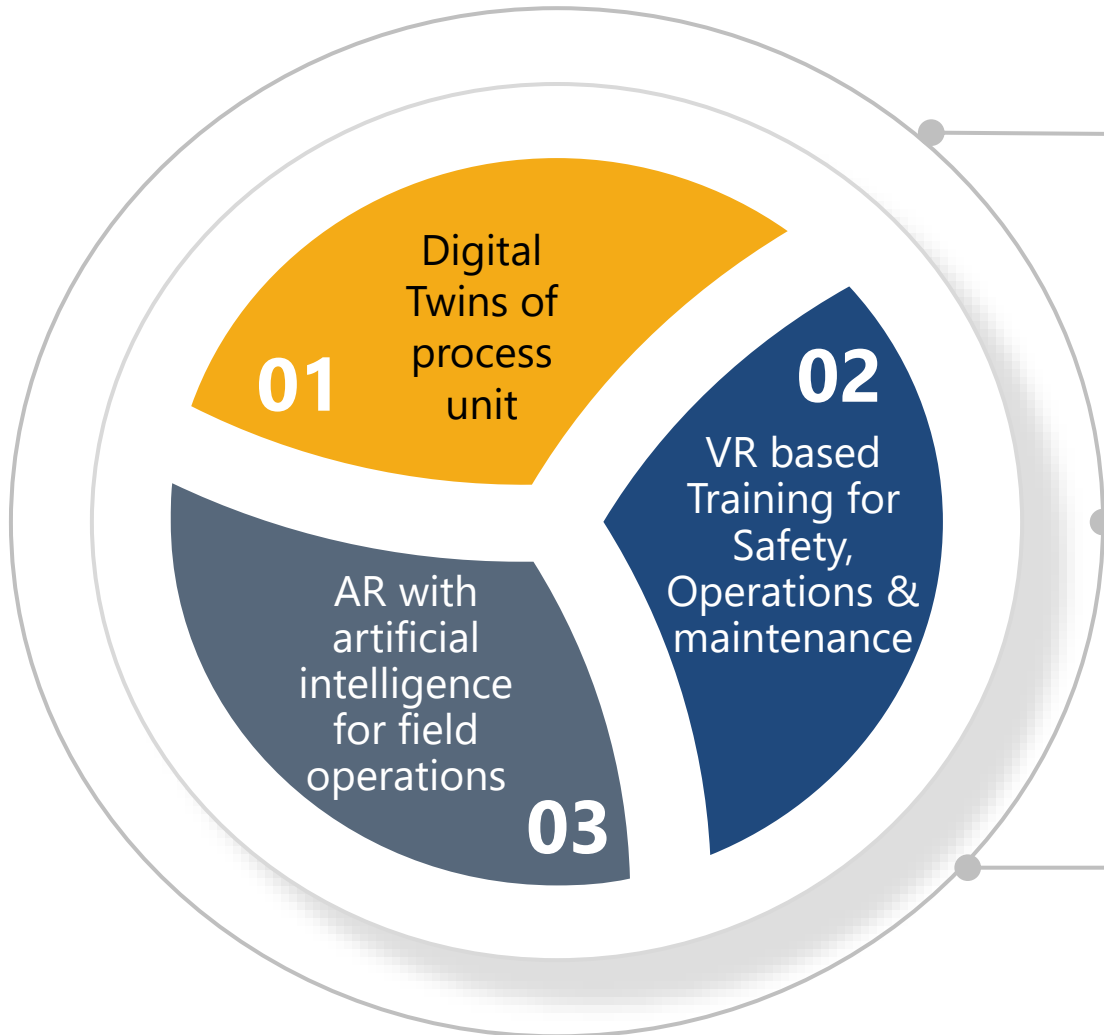 Digital
Twins of
process
unit
01
02
VR based
Training for
Safety,
Operations &
maintenance
AR with
artificial
intelligence
for field
operations
03